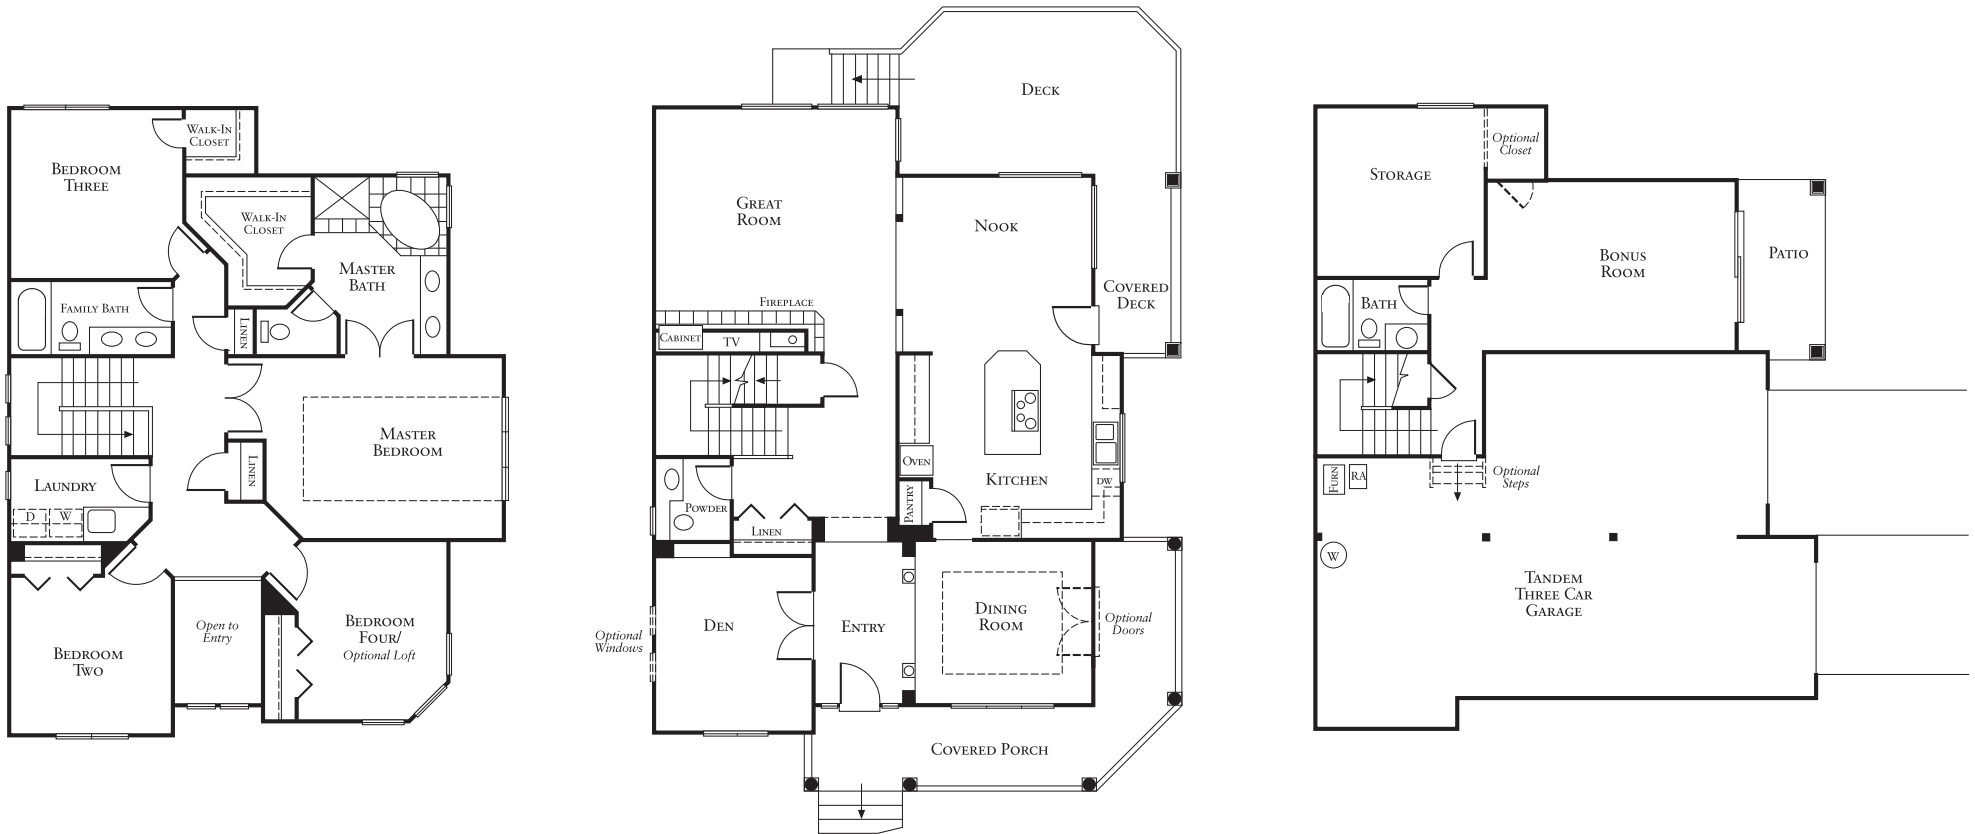 WALK-IN
CLOSET
BEDROOM
THREE
WALK-IN
CLOSET
MASTER
BATH
FAMILY BATH
LINEN
MASTER
BEDROOM
LINEN
LAUNDRY
D
W
Open to
Entry
BEDROOM
FOUR/
Optional Loft
BEDROOM
TWO
DECK
GREAT
ROOM
NOOK
COVERED
DECK
FIREPLACE
CABINET
TV
OVEN
KITCHEN
DW
PANTRY
POWDER
LINEN
Optional
Windows
DEN
ENTRY
DINING
ROOM
Optional
Doors
COVERED PORCH
Optional
Closet
STORAGE
BONUS
ROOM
PATIO
BATH
FURN
RA
Optional
Steps
W
TANDEM
THREE CAR
GARAGE